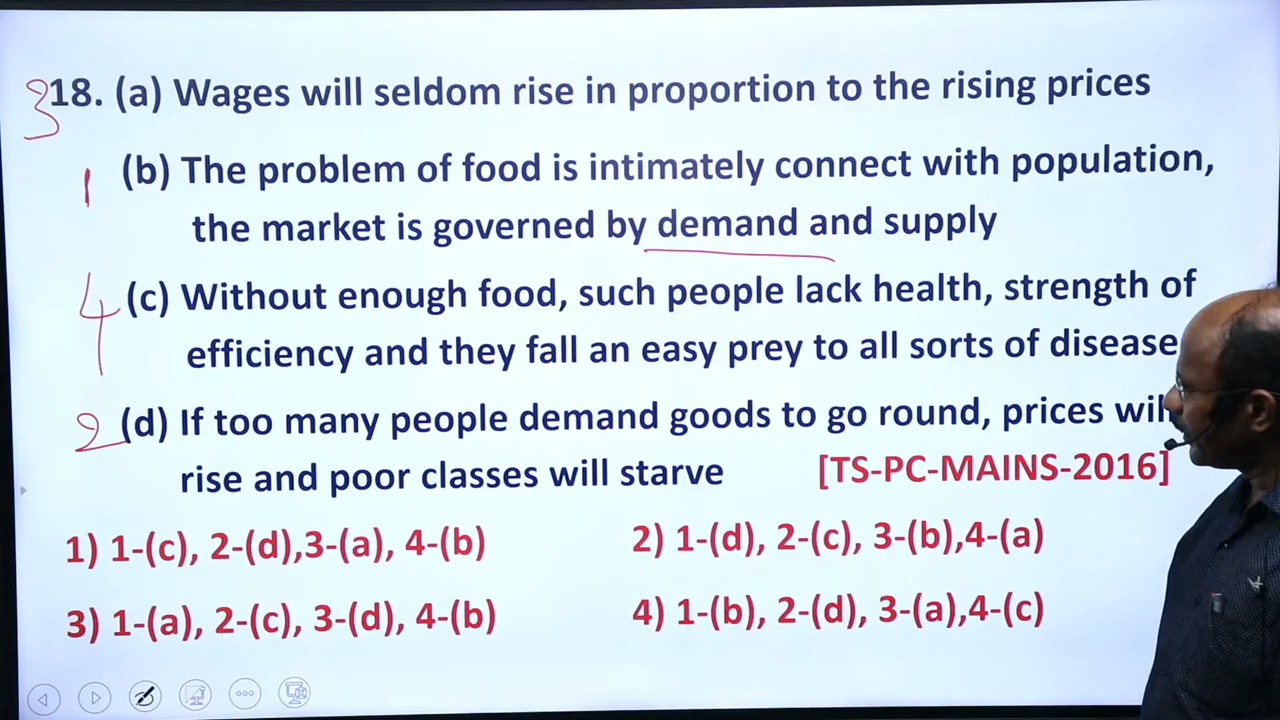 3 18. (a) Wages will seldom rise in proportion to the rising prices
1 (b) The problem of food is intimately connect with population,
the market is governed by demand and supply
4 (c) Without enough food, such people lack health, strength of
efficiency and they fall an easy prey to all sorts of disease
2 (d) If too many people demand goods to go round, prices will
rise and poor classes will starve [TS-PC-MAINS-2016]
1) 1-(c), 2-(d),3-(a), 4-(b) 2) 1-(d), 2-(c), 3-(b),4-(a)
3) 1-(a), 2-(c), 3-(d), 4-(b) 4) 1-(b), 2-(d), 3-(a),4-(c)